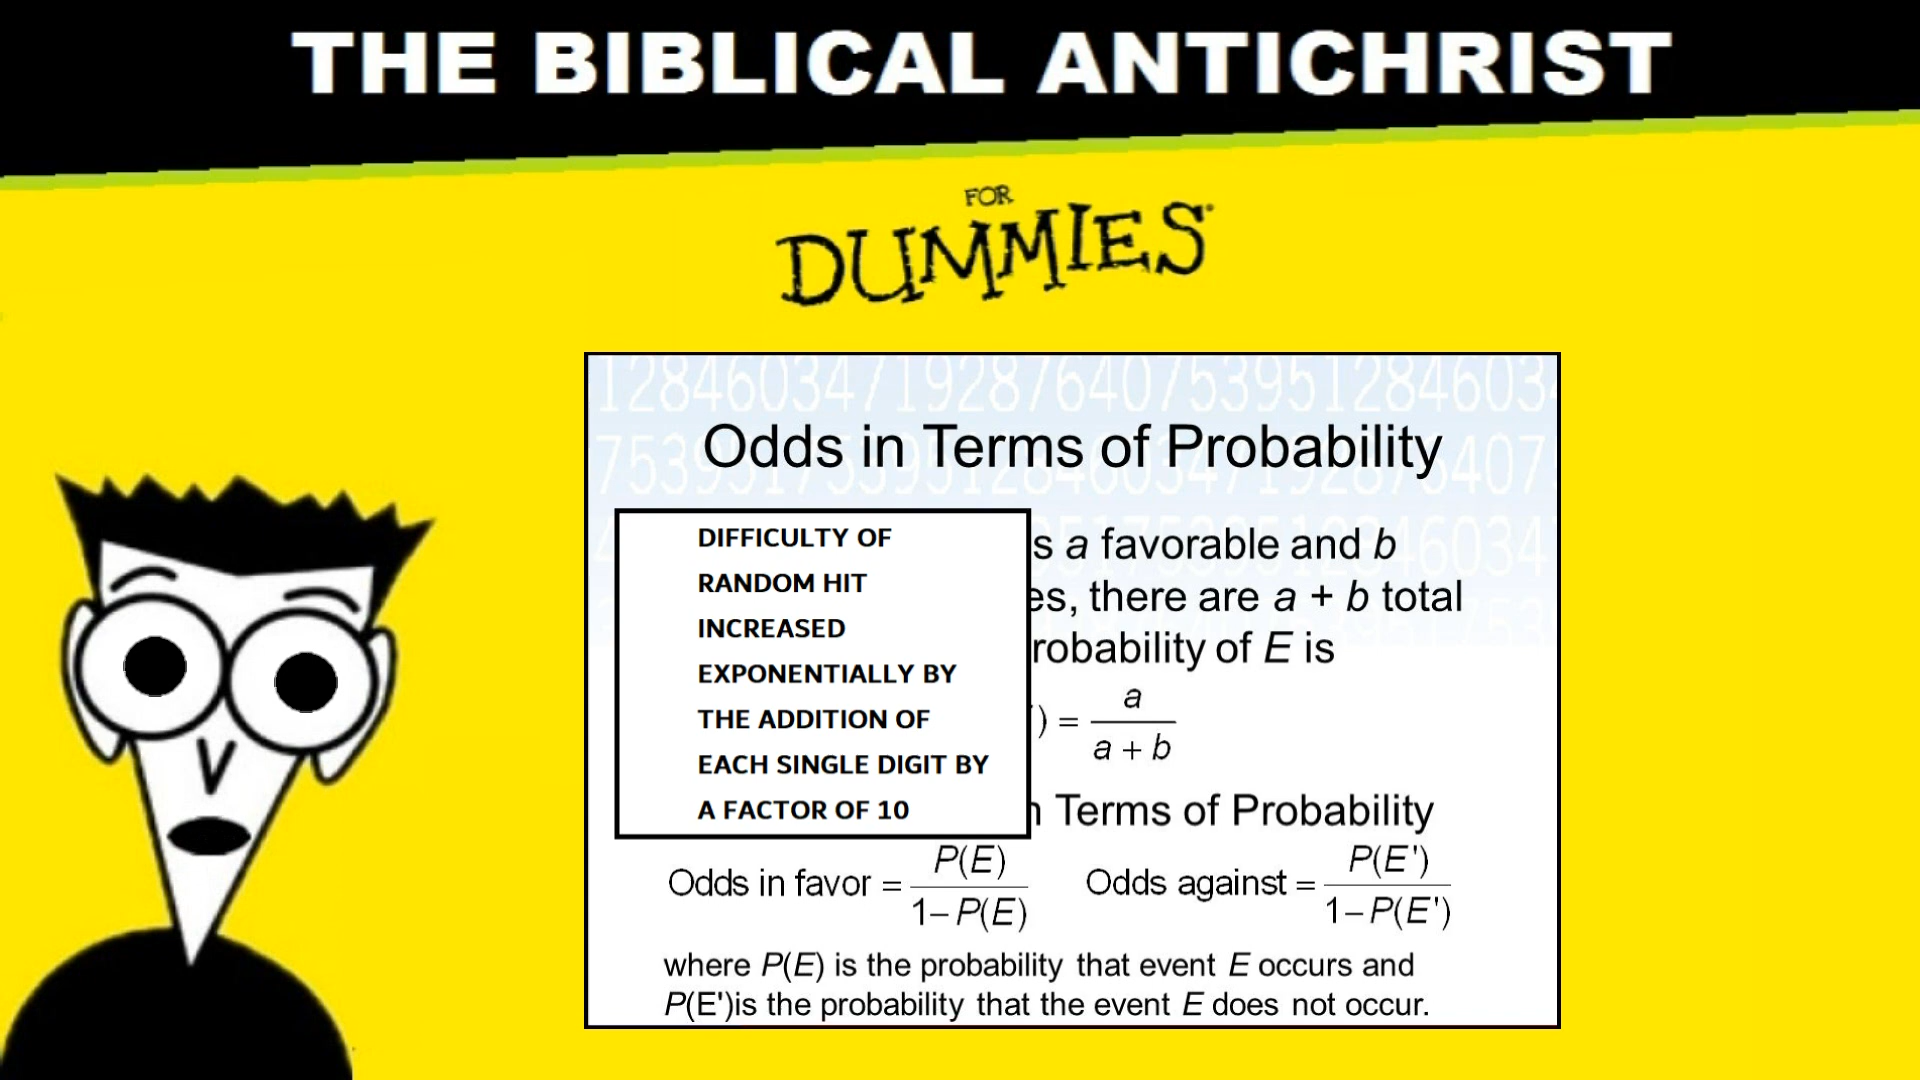 THE BIBLICAL ANTICHRIST
FOR
DUMMIES
128460347192876407539512846034
Odds in Terms of Probability
DIFFICULTY OF
RANDOM HIT
INCREASED
EXPONENTIALLY BY
THE ADDITION OF
EACH SINGLE DIGIT BY
A FACTOR OF 10
s a favorable and b
es, there are a + b total
robability of E is
) = a / a + b
n Terms of Probability
Odds in favor = P(E) / 1– P(E)   Odds against = P(E') / 1– P(E')
where P(E) is the probability that event E occurs and
P(E')is the probability that the event E does not occur.